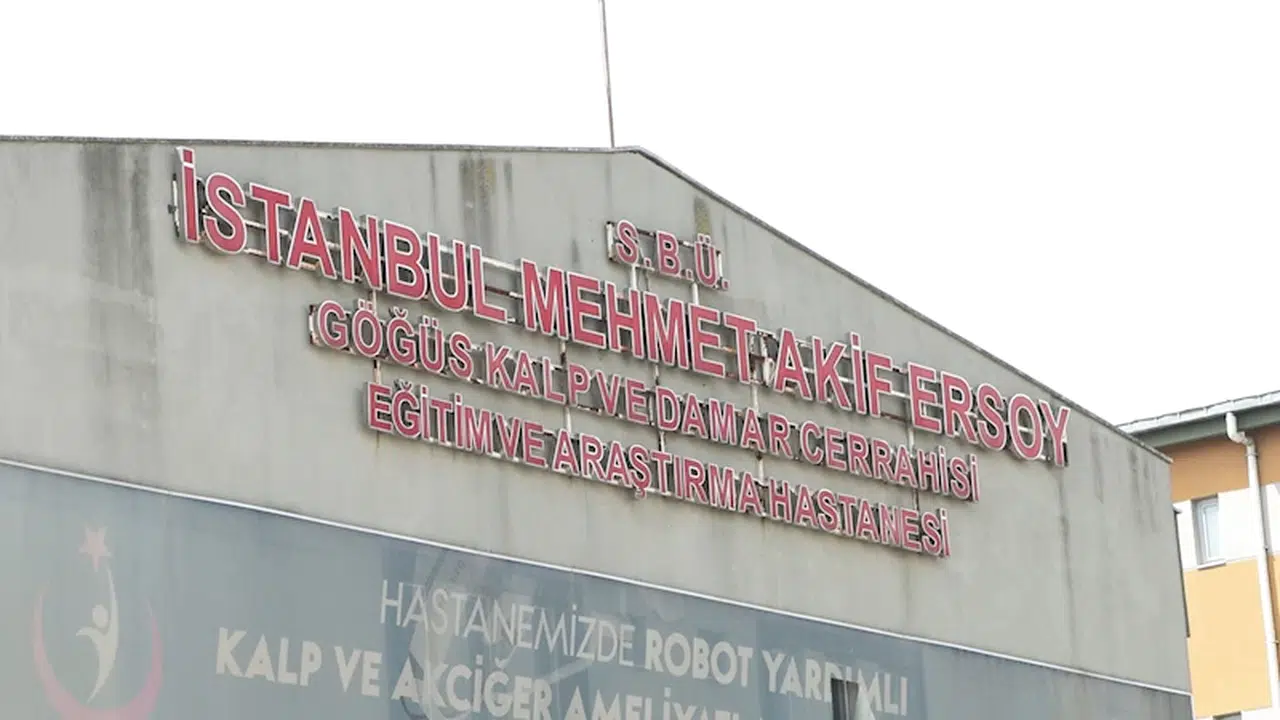 S.B.Ü.
İSTANBUL MEHMET AKİF ERSOY
GÖĞÜS KALP VE DAMAR CERRAHİSİ
EĞİTİM VE ARAŞTIRMA HASTANESİ
HASTANEMİZDE ROBOT YARDIMLI
KALP VE AKCİĞER